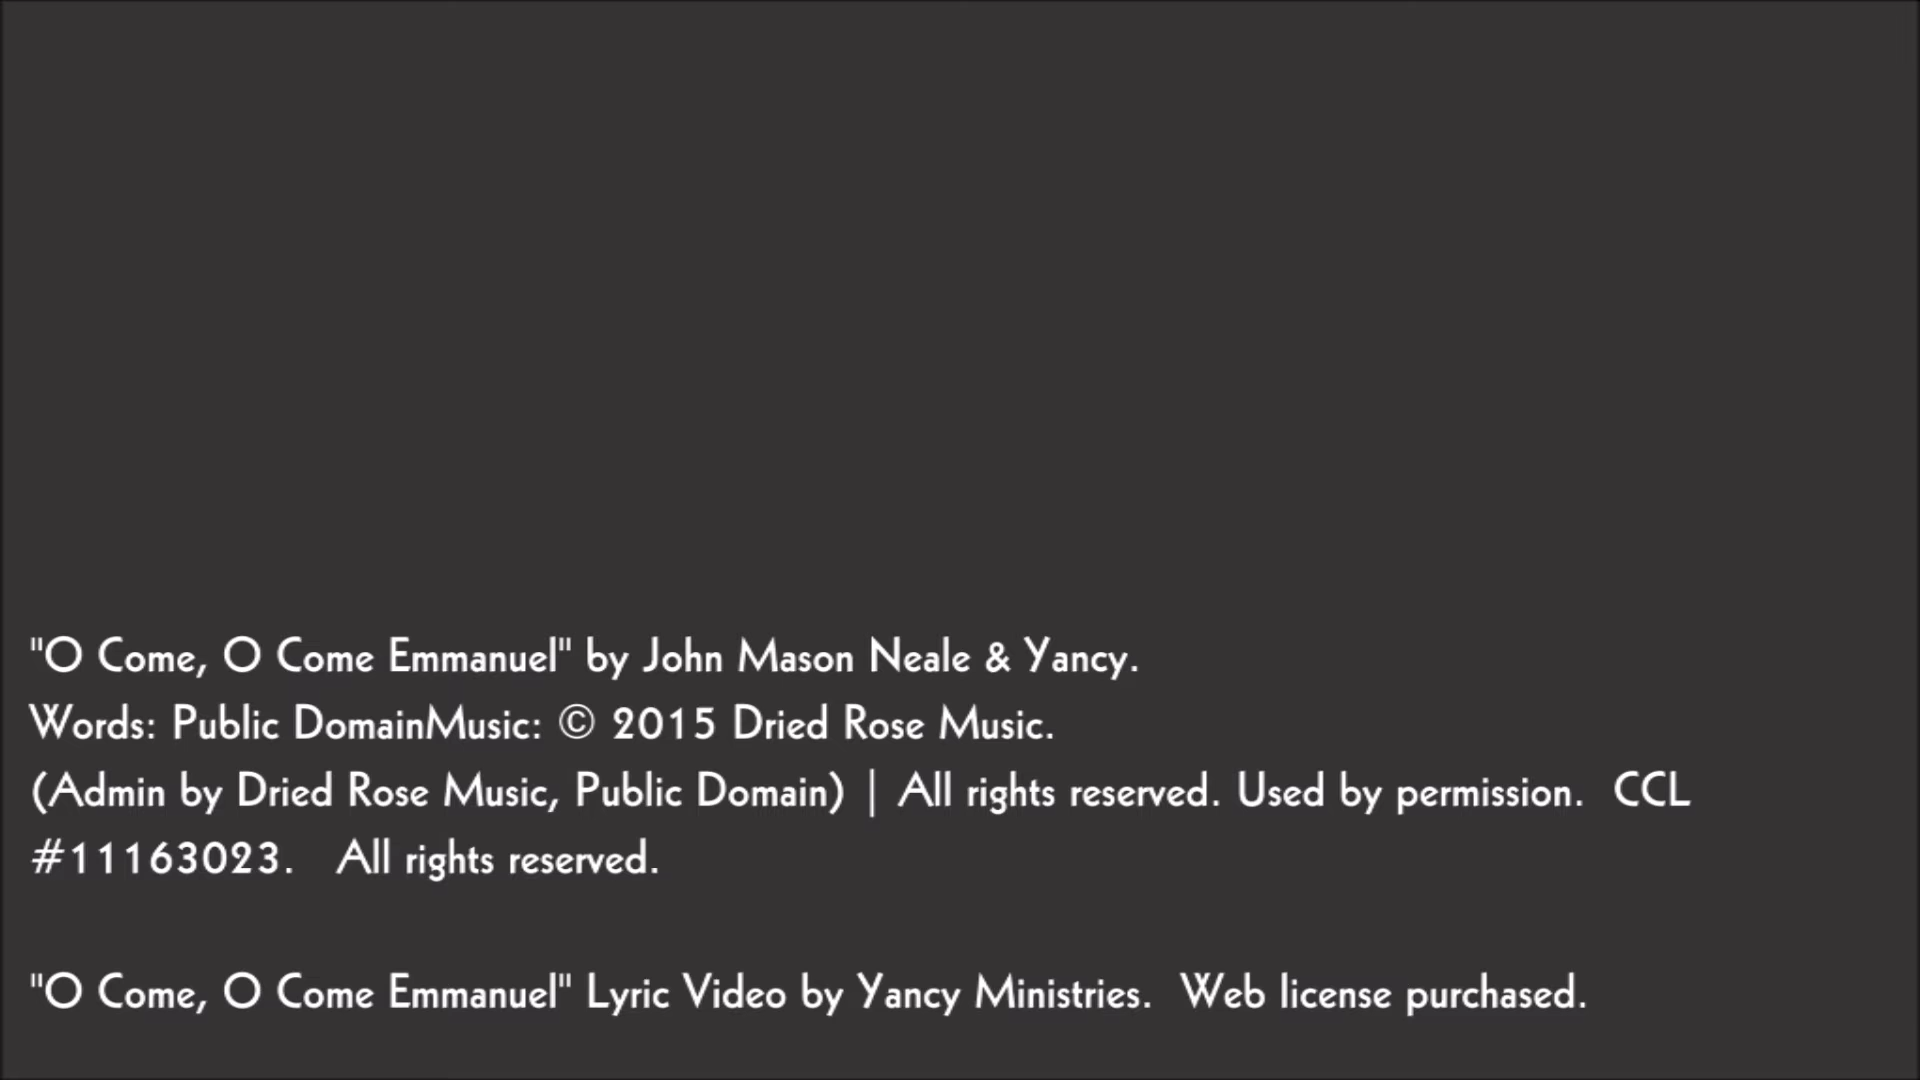 "O Come, O Come Emmanuel" by John Mason Neale & Yancy.
Words: Public DomainMusic: © 2015 Dried Rose Music.
(Admin by Dried Rose Music, Public Domain) | All rights reserved. Used by permission.  CCL
#11163023.   All rights reserved.
"O Come, O Come Emmanuel" Lyric Video by Yancy Ministries.  Web license purchased.